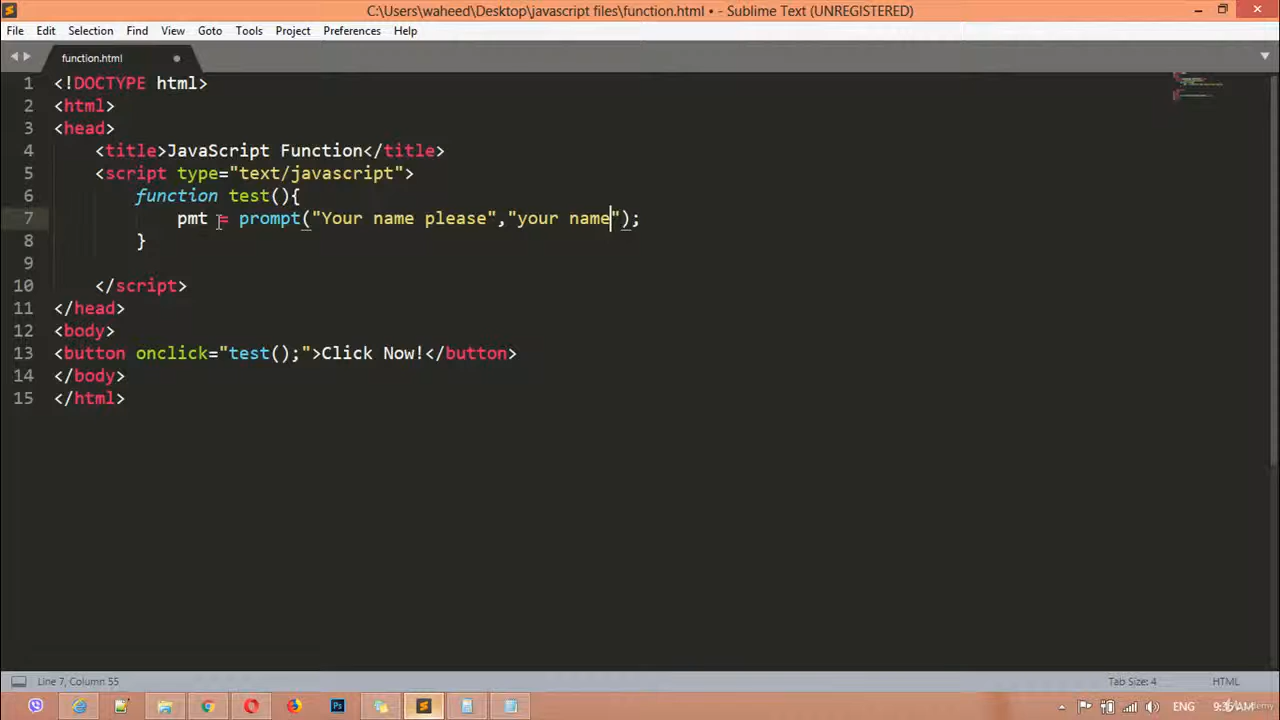 C:\Users\waheed\Desktop\javascript files\function.html • - Sublime Text (UNREGISTERED)
File Edit Selection Find View Goto Tools Project Preferences Help
function.html
1 <!DOCTYPE html>
2 <html>
3 <head>
4 <title>JavaScript Function</title>
5 <script type="text/javascript">
6 function test(){
7 pmt = prompt("Your name please","your name");
8 }
9
10 </script>
11 </head>
12 <body>
13 <button onclick="test();">Click Now!</button>
14 </body>
15 </html>
Line 7, Column 55 Tab Size: 4 HTML
Ps ENG